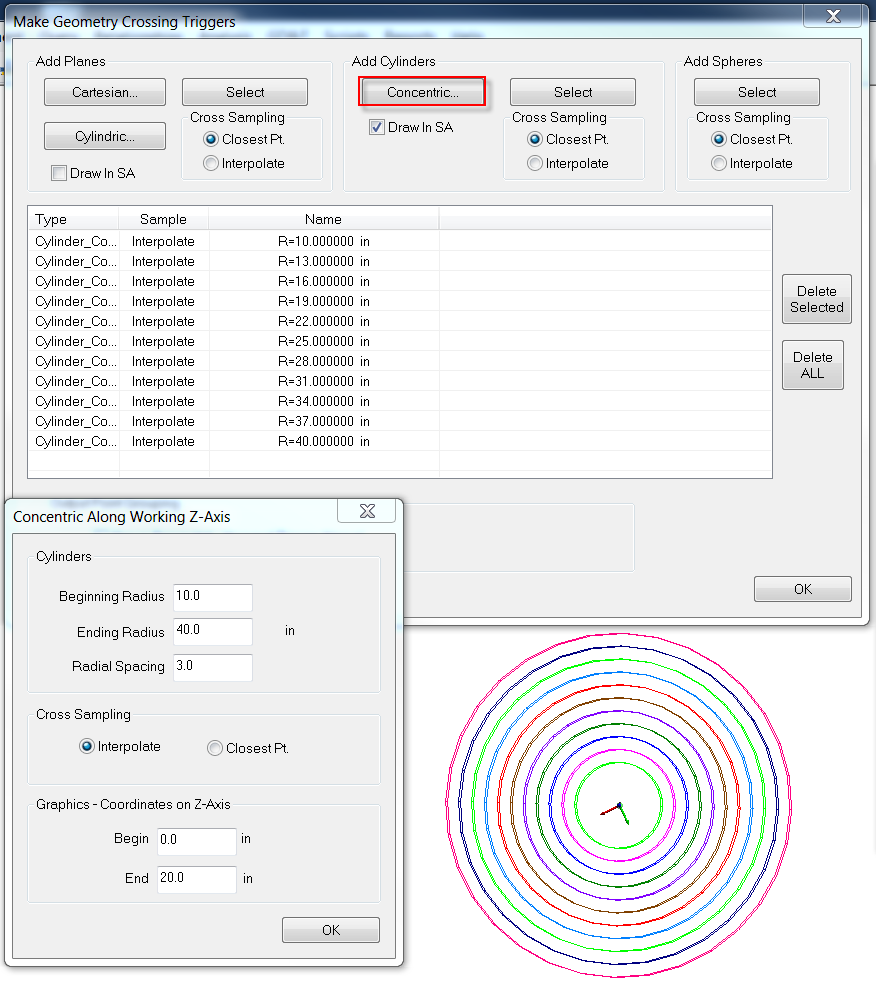 Make Geometry Crossing Triggers
Add Planes
Cartesian...
Select
Cylindric...
Cross Sampling
Closest Pt.
Interpolate
Draw In SA
Add Cylinders
Concentric...
Select
Draw In SA
Cross Sampling
Closest Pt.
Interpolate
Add Spheres
Select
Cross Sampling
Closest Pt.
Interpolate
Type Sample Name
Cylinder_Co... Interpolate R=10.000000 in
Cylinder_Co... Interpolate R=13.000000 in
Cylinder_Co... Interpolate R=16.000000 in
Cylinder_Co... Interpolate R=19.000000 in
Cylinder_Co... Interpolate R=22.000000 in
Cylinder_Co... Interpolate R=25.000000 in
Cylinder_Co... Interpolate R=28.000000 in
Cylinder_Co... Interpolate R=31.000000 in
Cylinder_Co... Interpolate R=34.000000 in
Cylinder_Co... Interpolate R=37.000000 in
Cylinder_Co... Interpolate R=40.000000 in
Delete
Selected
Delete
ALL
OK
Concentric Along Working Z-Axis
Cylinders
Beginning Radius 10.0
Ending Radius 40.0 in
Radial Spacing 3.0
Cross Sampling
Interpolate Closest Pt.
Graphics - Coordinates on Z-Axis
Begin 0.0 in
End 20.0 in
OK